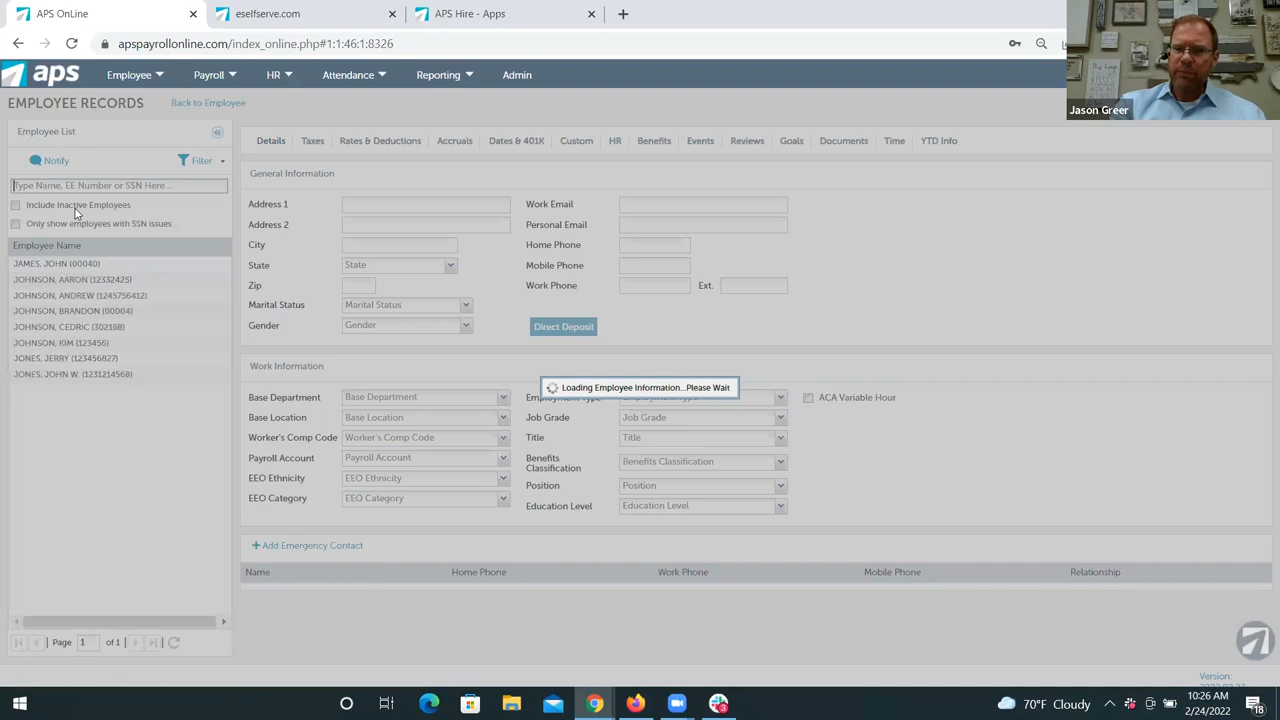 APS OnLine
eselfserve.com
APS Hire - Apps
apspayrollonline.com/index_online.php#1:1:46:1:8326
aps
Employee
Payroll
HR
Attendance
Reporting
Admin
Jason Greer
EMPLOYEE RECORDS
Back to Employee
Employee List
Notify
Filter
Type Name, EE Number or SSN Here...
Include Inactive Employees
Only show employees with SSN issues
Employee Name
JAMES, JOHN (00040)
JOHNSON, AARON (12332425)
JOHNSON, ANDREW (1245756412)
JOHNSON, BRANDON (00004)
JOHNSON, CEDRIC (302168)
JOHNSON, KIM (123456)
JONES, JERRY (123456827)
JONES, JOHN W. (1231214568)
Page 1 of 1
Details Taxes Rates & Deductions Accruals Dates & 401K Custom HR Benefits Events Reviews Goals Documents Time YTD Info
General Information
Address 1
Work Email
Address 2
Personal Email
City
Home Phone
State State
Mobile Phone
Zip
Work Phone Ext.
Marital Status Marital Status
Gender Gender
Direct Deposit
Work Information
Loading Employee Information...Please Wait
Base Department Base Department
ACA Variable Hour
Base Location Base Location
Job Grade Job Grade
Worker's Comp Code Worker's Comp Code
Title Title
Payroll Account Payroll Account
Benefits Classification Benefits Classification
EEO Ethnicity EEO Ethnicity
Position Position
EEO Category EEO Category
Education Level Education Level
Add Emergency Contact
Name Home Phone Work Phone Mobile Phone Relationship
Version:
70°F Cloudy
10:26 AM
2/24/2022
18
3